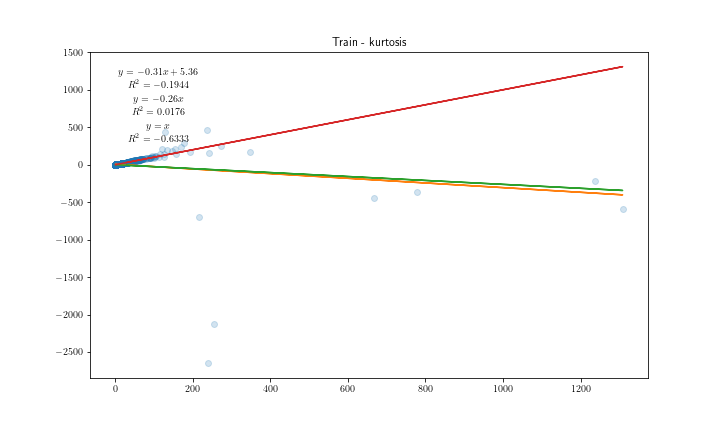 Train - kurtosis
y = −0.31x + 5.36
R² = −0.1944
y = −0.26x
R² = 0.0176
y = x
R² = −0.6333
1500
1000
500
0
−500
−1000
−1500
−2000
−2500
0 200 400 600 800 1000 1200